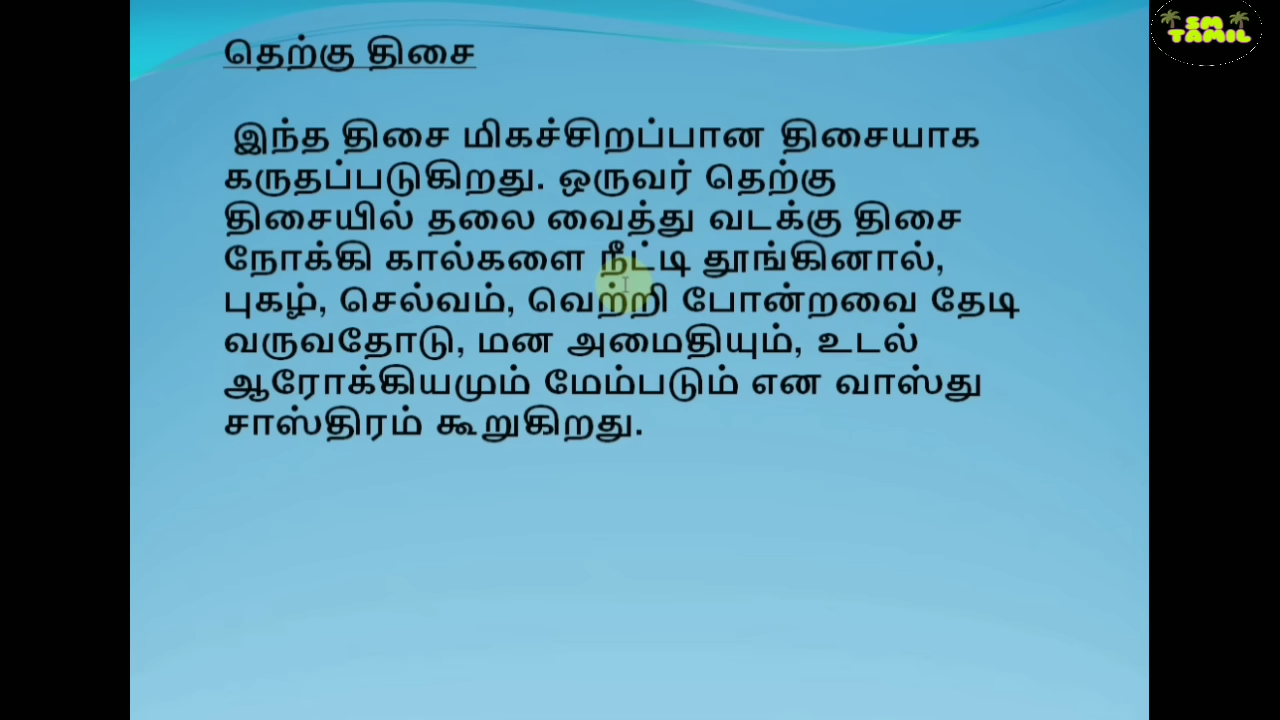 SM
TAMIL
தெற்கு திசை
இந்த திசை மிகச்சிறப்பான திசையாக
கருதப்படுகிறது. ஒருவர் தெற்கு
திசையில் தலை வைத்து வடக்கு திசை
நோக்கி கால்களை நீட்டி தூங்கினால்,
புகழ், செல்வம், வெற்றி போன்றவை தேடி
வருவதோடு, மன அமைதியும், உடல்
ஆரோக்கியமும் மேம்படும் என வாஸ்து
சாஸ்திரம் கூறுகிறது.